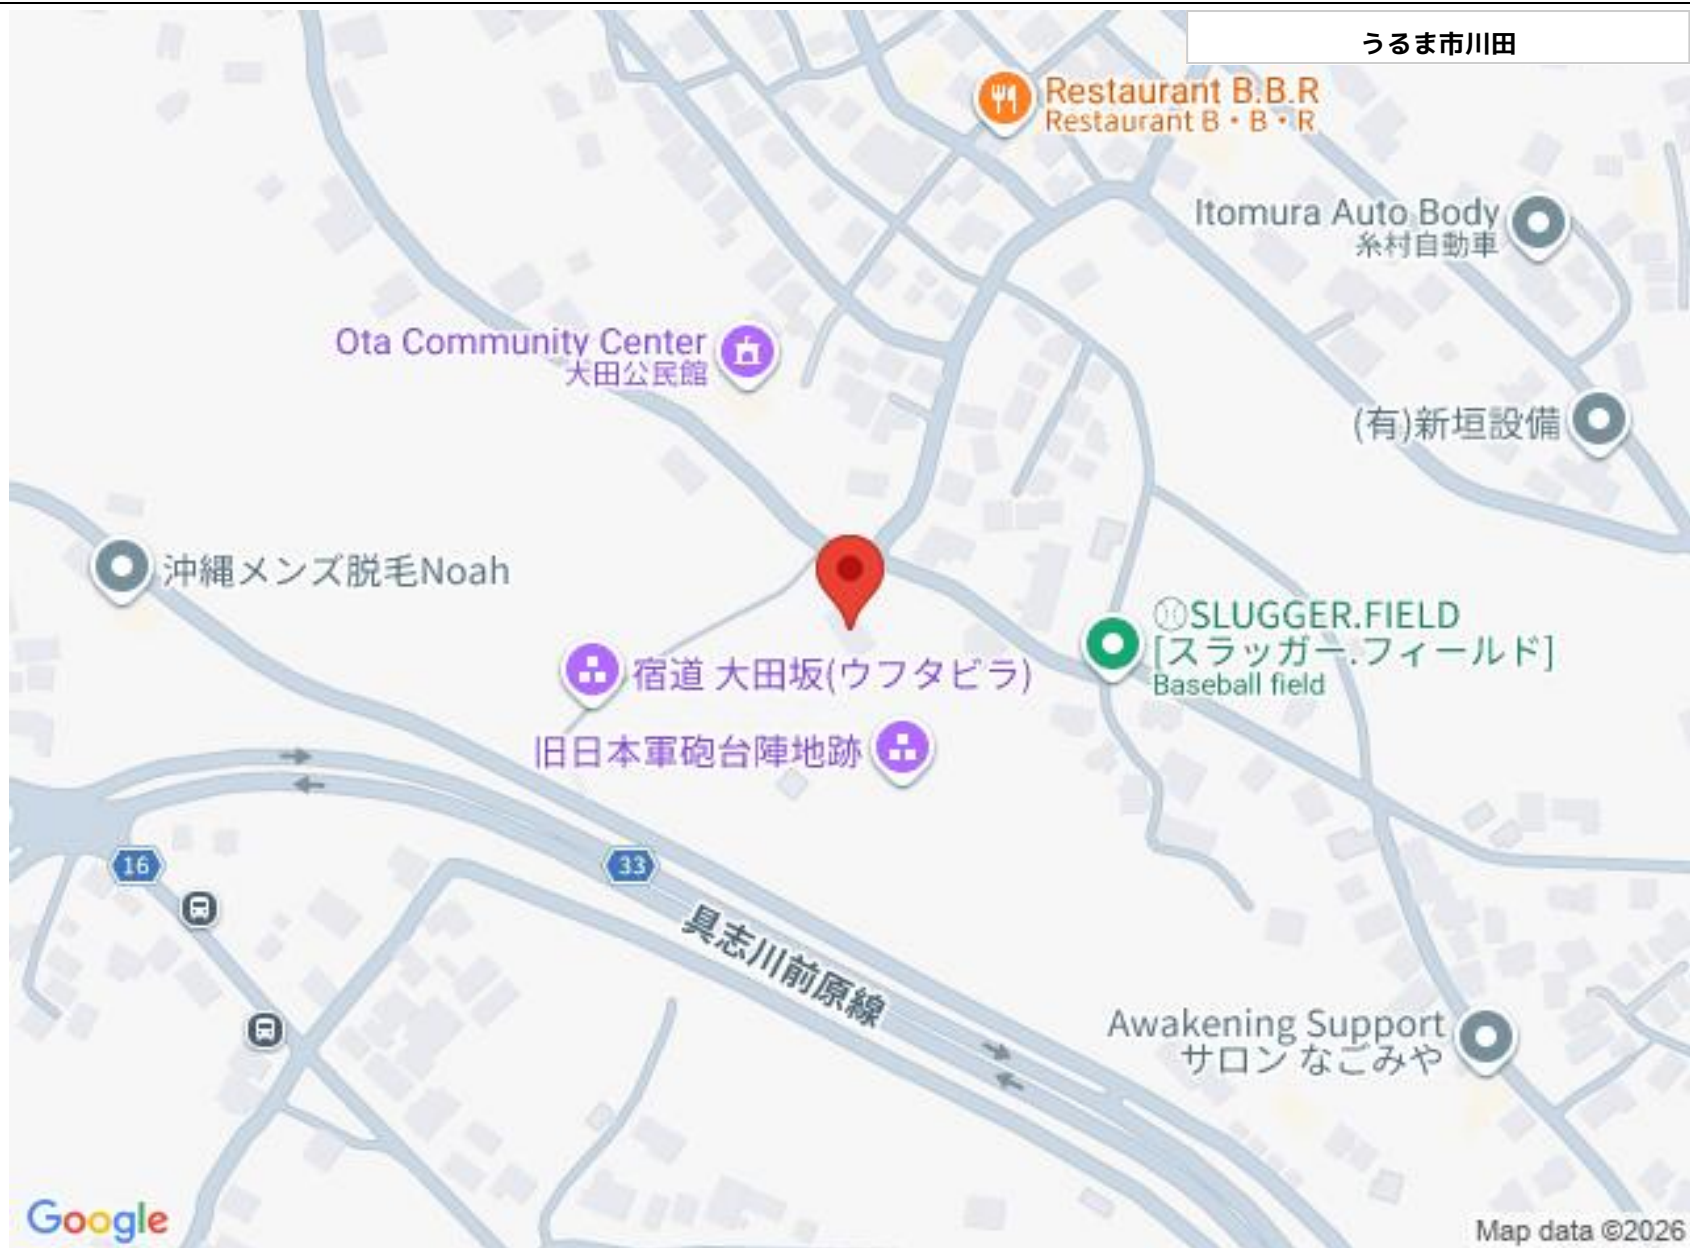 うるま市川田
Restaurant B.B.R
Restaurant B・B・R
Itomura Auto Body
糸村自動車
Ota Community Center
大田公民館
(有)新垣設備
沖縄メンズ脱毛Noah
SLUGGER.FIELD
[スラッガー.フィールド]
Baseball field
宿道 大田坂(ウフタビラ)
旧日本軍砲台陣地跡
16
33
具志川前原線
Awakening Support
サロン なごみや
Google
Map data ©2026